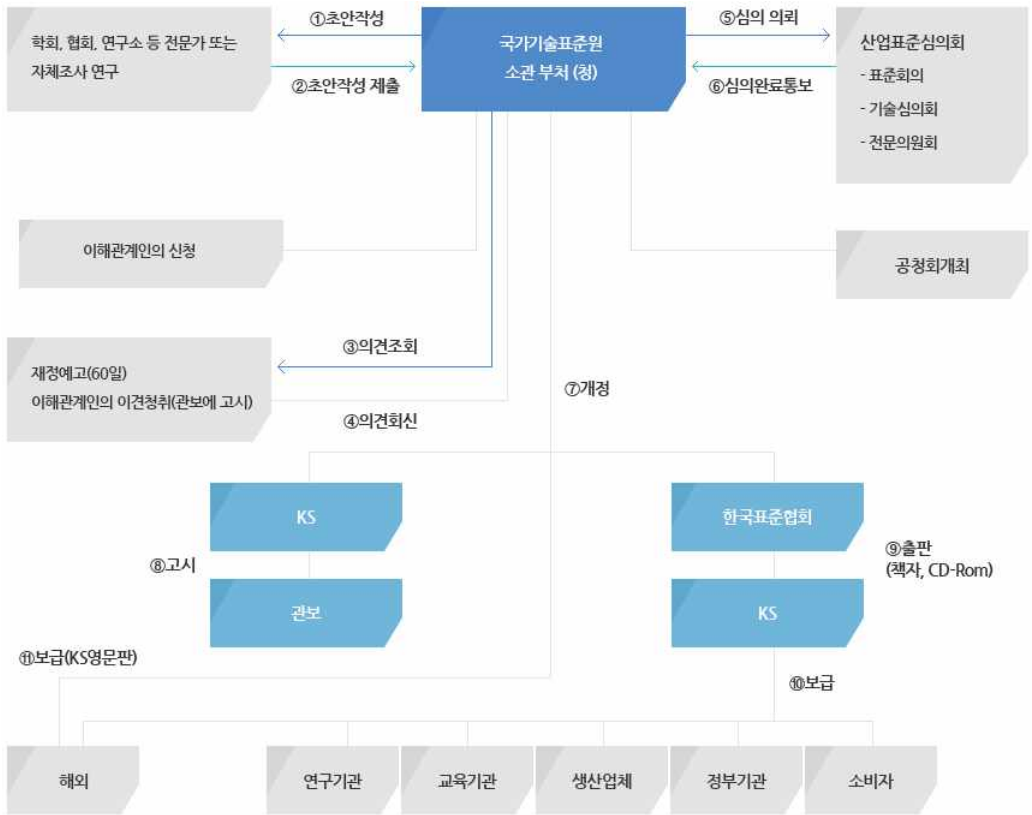 ①초안작성
⑤심의 의뢰
학회, 협회, 연구소 등 전문가 또는
자체조사 연구
국가기술표준원
소관 부처 (청)
산업표준심의회
- 표준회의
- 기술심의회
- 전문의원회
②초안작성 제출
⑥심의완료통보
이해관계인의 신청
공청회개최
③의견조회
재정예고(60일)
이해관계인의 이견청취(관보에 고시)
④의견회신
⑦개정
KS
한국표준협회
⑧고시
⑨출판
(책자, CD-Rom)
관보
KS
⑪보급(KS영문판)
⑩보급
해외
연구기관
교육기관
생산업체
정부기관
소비자